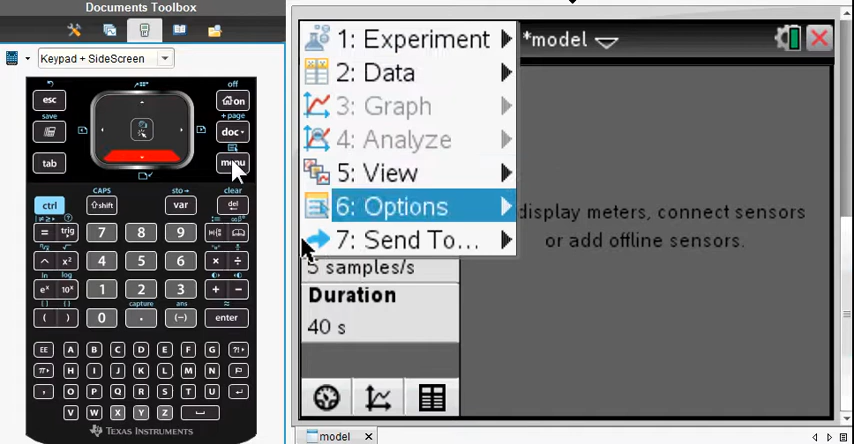 Documents Toolbox
Keypad + SideScreen
esc
save
tab
off
on
+ page
doc
menu
ctrl
CAPS
shift
sto→
var
clear
del
= trig 7 8 9
^ x² 4 5 6 × ÷
eˣ 10ˣ 1 2 3 + −
capture ans
( ) 0 . (−) enter
EE A B C D E F G ?!
π H I J K L M N
, O P Q R S T U
V W X Y Z
TEXAS INSTRUMENTS
*model
1: Experiment
2: Data
3: Graph
4: Analyze
5: View
6: Options
7: Send To...
display meters, connect sensors
or add offline sensors.
5 samples/s
Duration
40 s
model